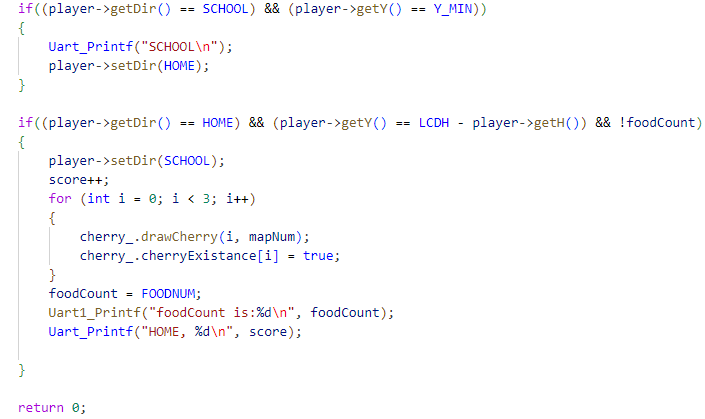 if((player->getDir() == SCHOOL) && (player->getY() == Y_MIN))
{
    Uart_Printf("SCHOOL\n");
    player->setDir(HOME);
}

if((player->getDir() == HOME) && (player->getY() == LCDH - player->getH()) && !foodCount)
{
    player->setDir(SCHOOL);
    score++;
    for (int i = 0; i < 3; i++)
    {
        cherry_.drawCherry(i, mapNum);
        cherry_.cherryExistance[i] = true;
    }
    foodCount = FOODNUM;
    Uart1_Printf("foodCount is:%d\n", foodCount);
    Uart_Printf("HOME, %d\n", score);

}

return 0;